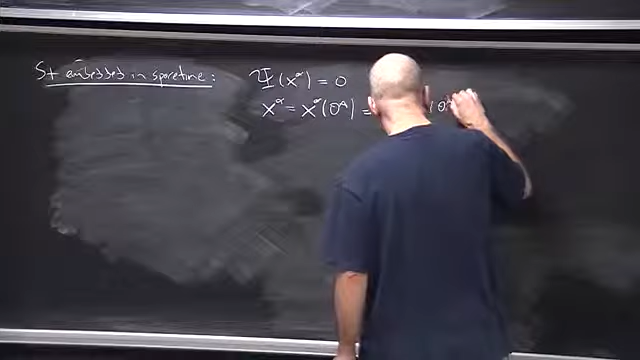 St embedded in spacetime:
Ψ(x^α) = 0
x^α = x^α(θ^A) = (θ